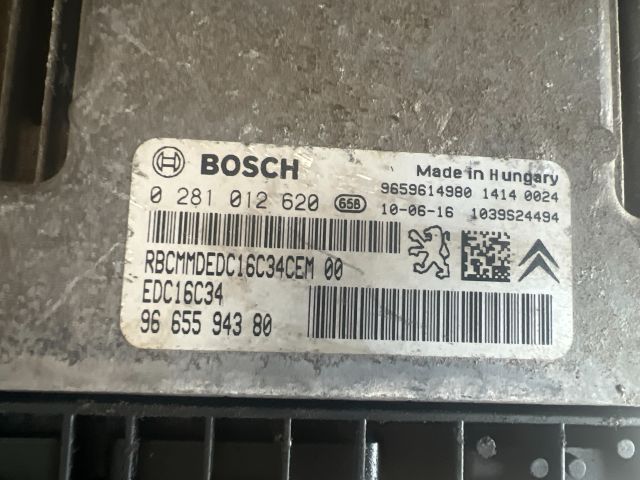 BOSCH Made in Hungary
9659614980 1414 0024
0 281 012 620 656 10-06-16 1039S24494
RBCMMDEDC16C34CEM 00
EDC16C34
96 655 943 80